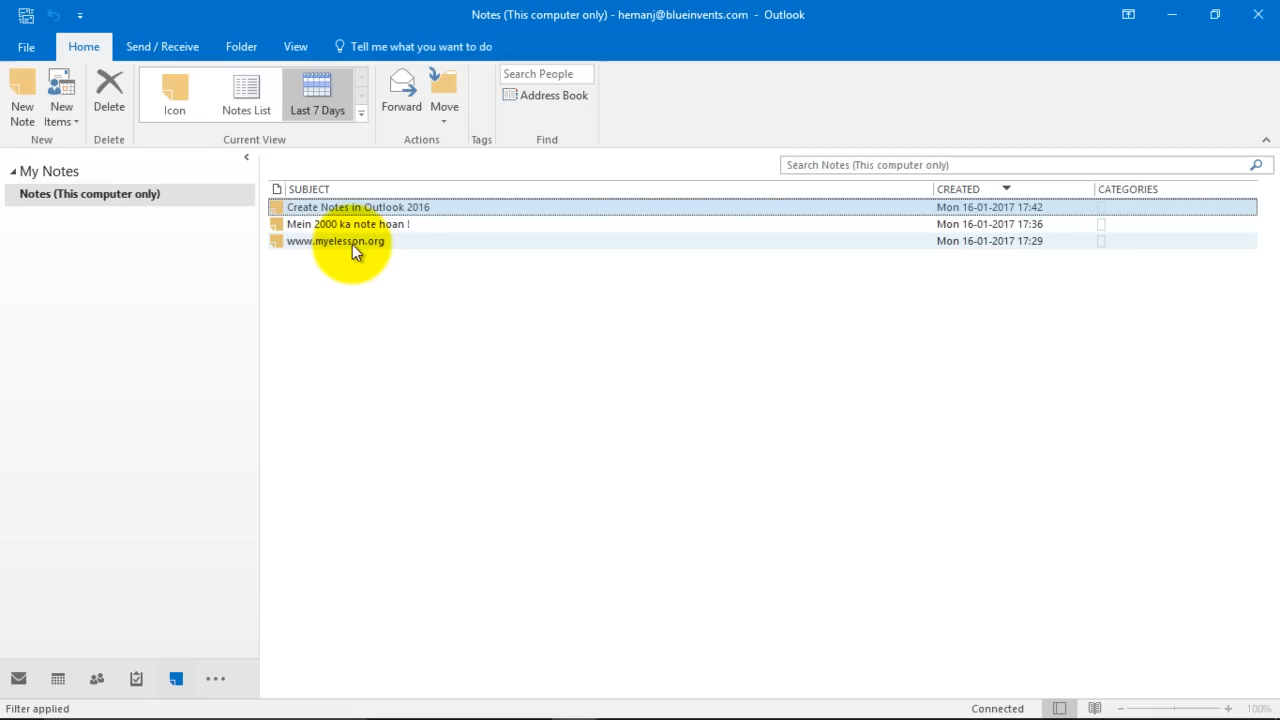 Notes (This computer only) - hemanj@blueinvents.com - Outlook
File Home Send / Receive Folder View Tell me what you want to do
New Note
New Items
Delete
Icon
Notes List
Last 7 Days
Forward
Move
Search People
Address Book
New Delete Current View Actions Tags Find
My Notes
Notes (This computer only)
Search Notes (This computer only)
SUBJECT CREATED CATEGORIES
Create Notes in Outlook 2016 Mon 16-01-2017 17:42
Mein 2000 ka note hoan ! Mon 16-01-2017 17:36
www.myelesson.org Mon 16-01-2017 17:29
Filter applied Connected 100%